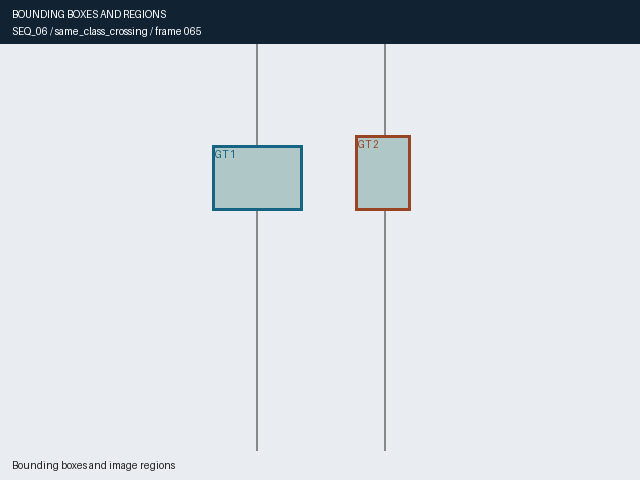 BOUNDING BOXES AND REGIONS
SEQ_06 / same_class_crossing / frame 065
GT1
GT2
Bounding boxes and image regions